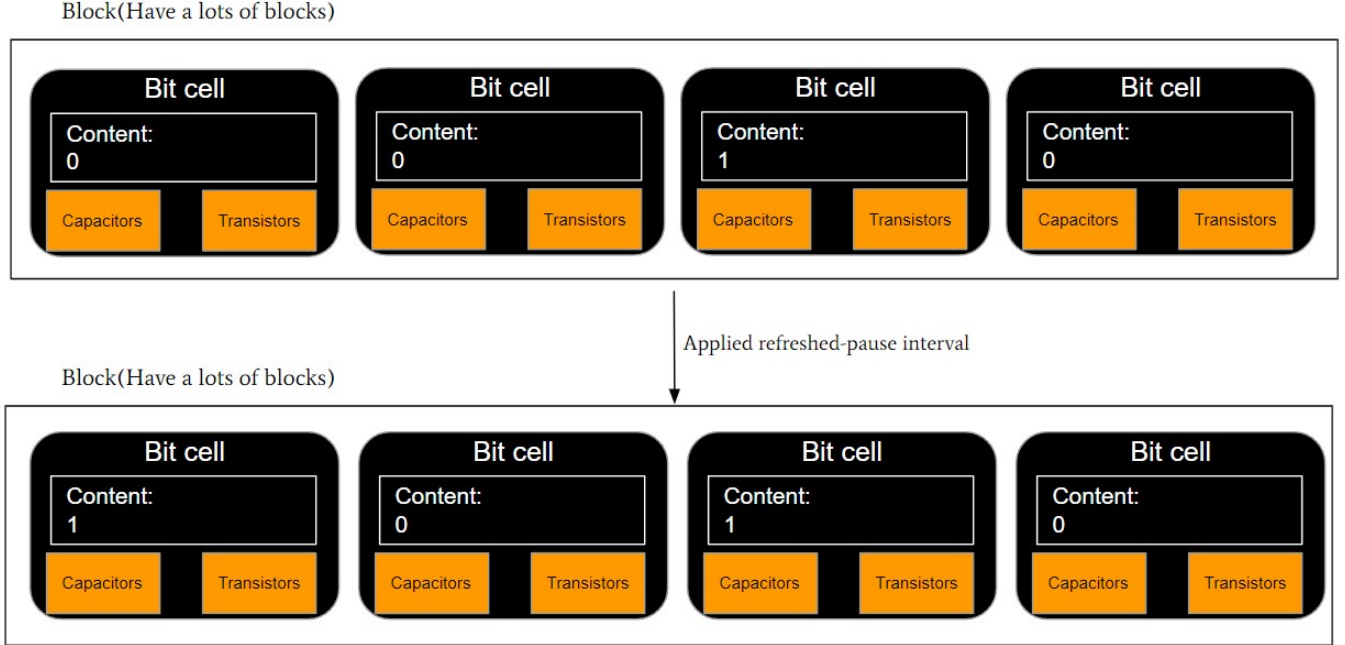 Block(Have a lots of blocks)
Bit cell Bit cell Bit cell Bit cell
Content: Content: Content: Content:
0 0 1 0
Capacitors Transistors Capacitors Transistors Capacitors Transistors Capacitors Transistors
Applied refreshed-pause interval
Block(Have a lots of blocks)
Bit cell Bit cell Bit cell Bit cell
Content: Content: Content: Content:
1 0 1 0
Capacitors Transistors Capacitors Transistors Capacitors Transistors Capacitors Transistors